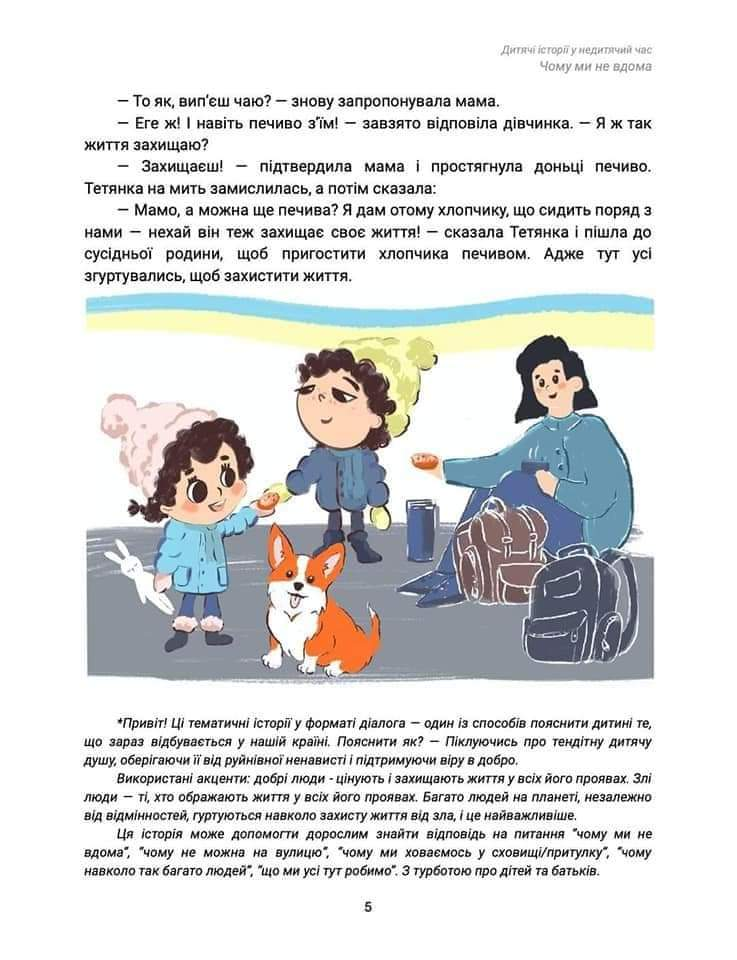 Дитячі історії у недитячий час
Чому ми не вдома
— То як, вип’єш чаю? — знову запропонувала мама.
— Еге ж! І навіть печиво з’їм! — завзято відповіла дівчинка. — Я ж так
життя захищаю?
— Захищаєш! — підтвердила мама і простягнула доньці печиво.
Тетянка на мить замислилась, а потім сказала:
— Мамо, а можна ще печива? Я дам отому хлопчику, що сидить поряд з
нами — нехай він теж захищає своє життя! — сказала Тетянка і пішла до
сусідньої родини, щоб пригостити хлопчика печивом. Адже тут усі
згуртувались, щоб захистити життя.
*Привіт! Ці тематичні історії у форматі діалога — один із способів пояснити дитині те,
що зараз відбувається у нашій країні. Пояснити як? — Піклуючись про тендітну дитячу
душу, оберігаючи її від руйнівної ненависті і підтримуючи віру в добро.
Використані акценти: добрі люди - цінують і захищають життя у всіх його проявах. Злі
люди — ті, хто ображають життя у всіх його проявах. Багато людей на планеті, незалежно
від відмінностей, гуртуються навколо захисту життя від зла, і це найважливіше.
Ця історія може допомогти дорослим знайти відповідь на питання “чому ми не
вдома”, “чому не можна на вулицю”, “чому ми ховаємось у сховищі/притулку”, “чому
навколо так багато людей”, “що ми усі тут робимо”. З турботою про дітей та батьків.
5